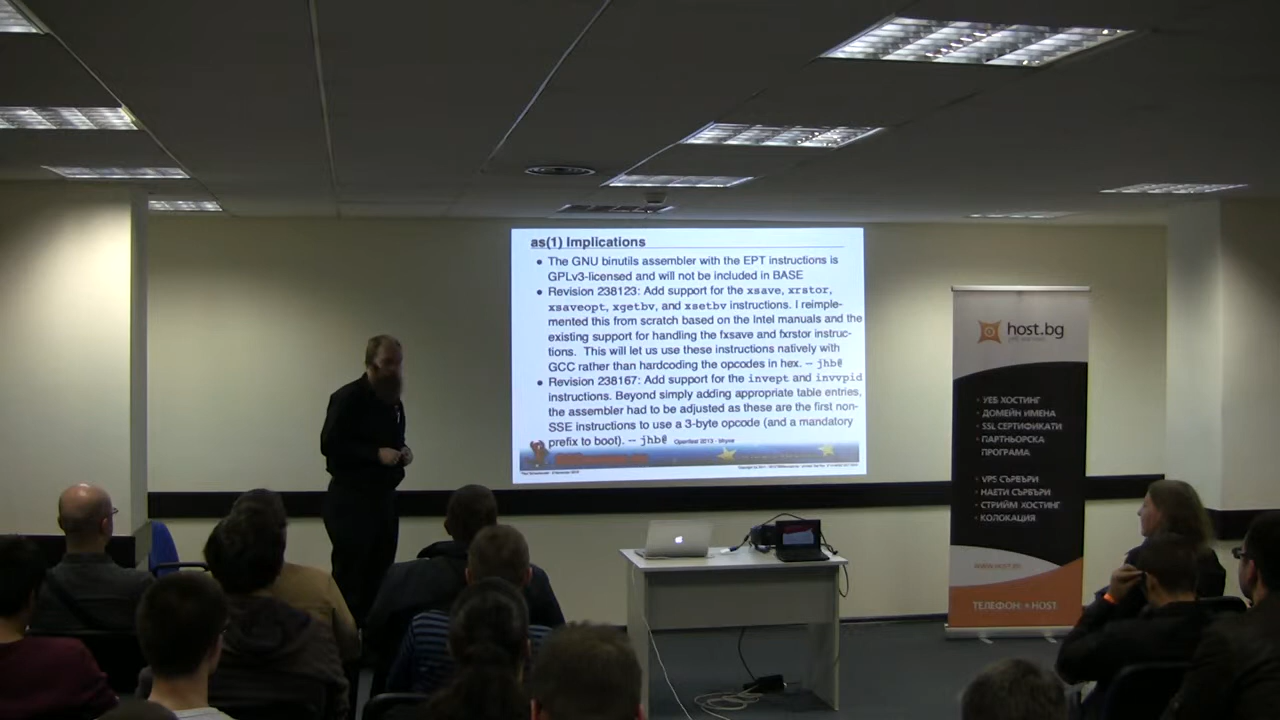 as(1) Implications
• The GNU binutils assembler with the EPT instructions is
GPLv3-licensed and will not be included in BASE
• Revision 238123: Add support for the xsave, xrstor,
xsaveopt, xgetbv, and xsetbv instructions. I reimple-
mented this from scratch based on the Intel manuals and the
existing support for handling the fxsave and fxrstor instruc-
tions. This will let us use these instructions natively with
GCC rather than hardcoding the opcodes in hex. -- jhb@
• Revision 238167: Add support for the invept and invvpid
instructions. Beyond simply adding appropriate table entries,
the assembler had to be adjusted as these are the first non-
SSE instructions to use a 3-byte opcode (and a mandatory
prefix to boot). -- jhb@
Openfest 2013 - bhyve
host.bg
• УЕБ ХОСТИНГ
• ДОМЕЙН ИМЕНА
• SSL СЕРТИФИКАТИ
• ПАРТНЬОРСКА
ПРОГРАМА
• VPS СЪРВЪРИ
• НАЕТИ СЪРВЪРИ
• СТРИЙМ ХОСТИНГ
• КОЛОКАЦИЯ
WWW.HOST.BG
ТЕЛЕФОН: * HOST